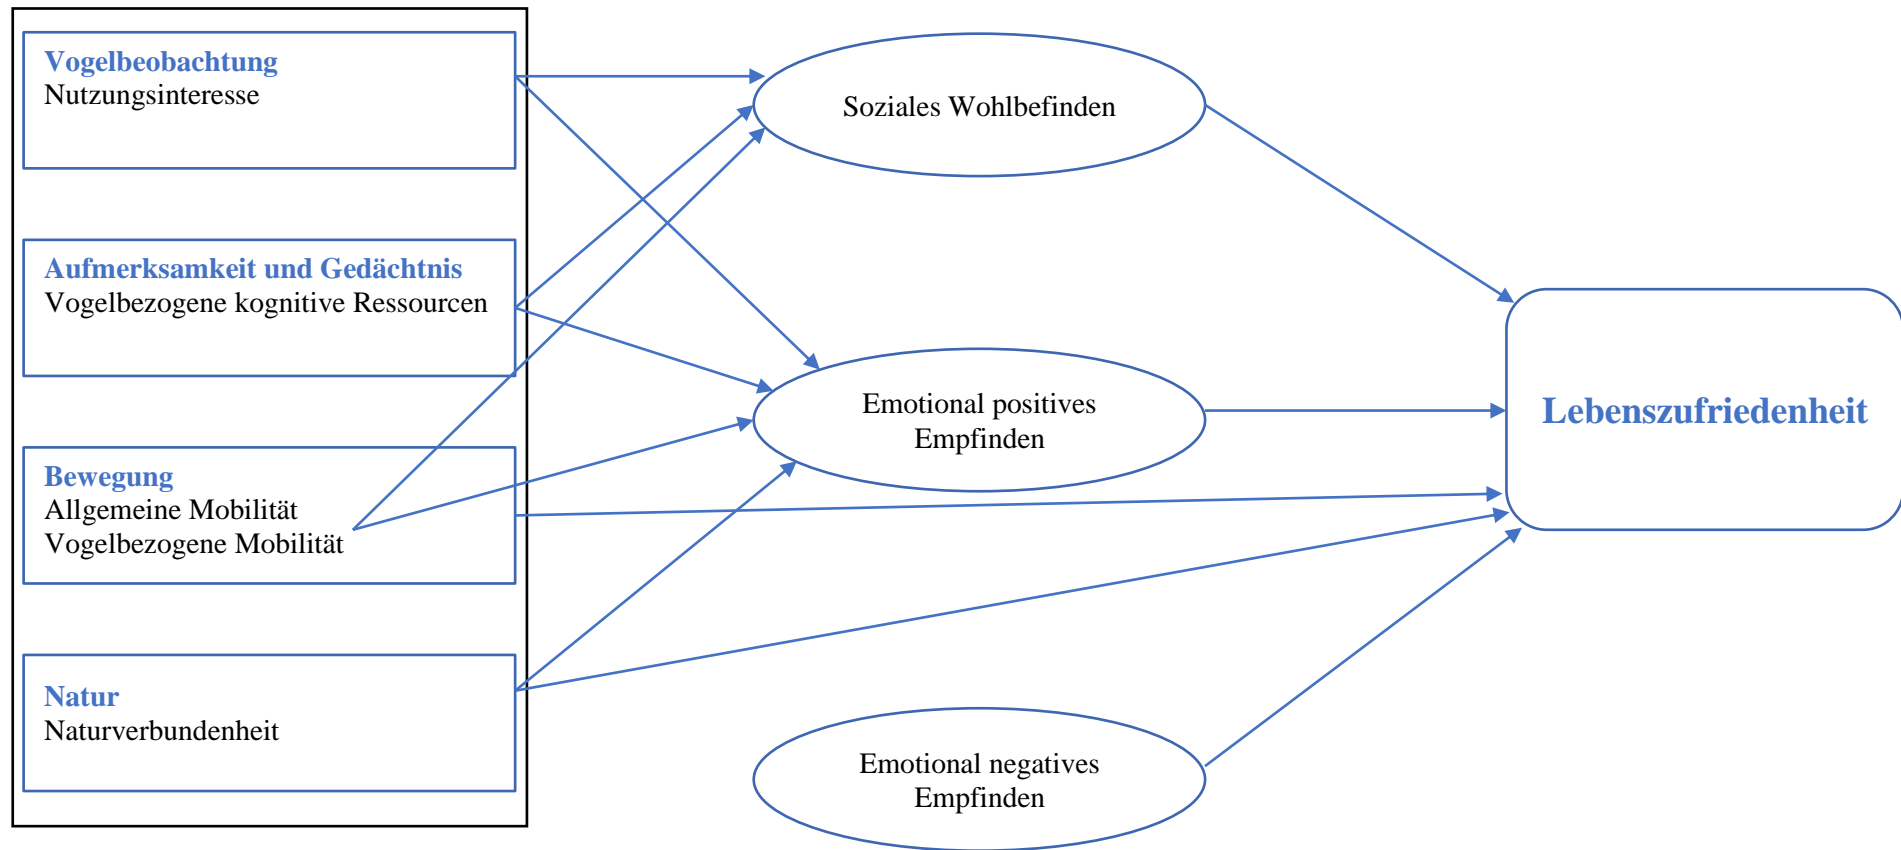 Vogelbeobachtung
Nutzungsinteresse
Aufmerksamkeit und Gedächtnis
Vogelbezogene kognitive Ressourcen
Bewegung
Allgemeine Mobilität
Vogelbezogene Mobilität
Natur
Naturverbundenheit
Soziales Wohlbefinden
Emotional positives
Empfinden
Emotional negatives
Empfinden
Lebenszufriedenheit